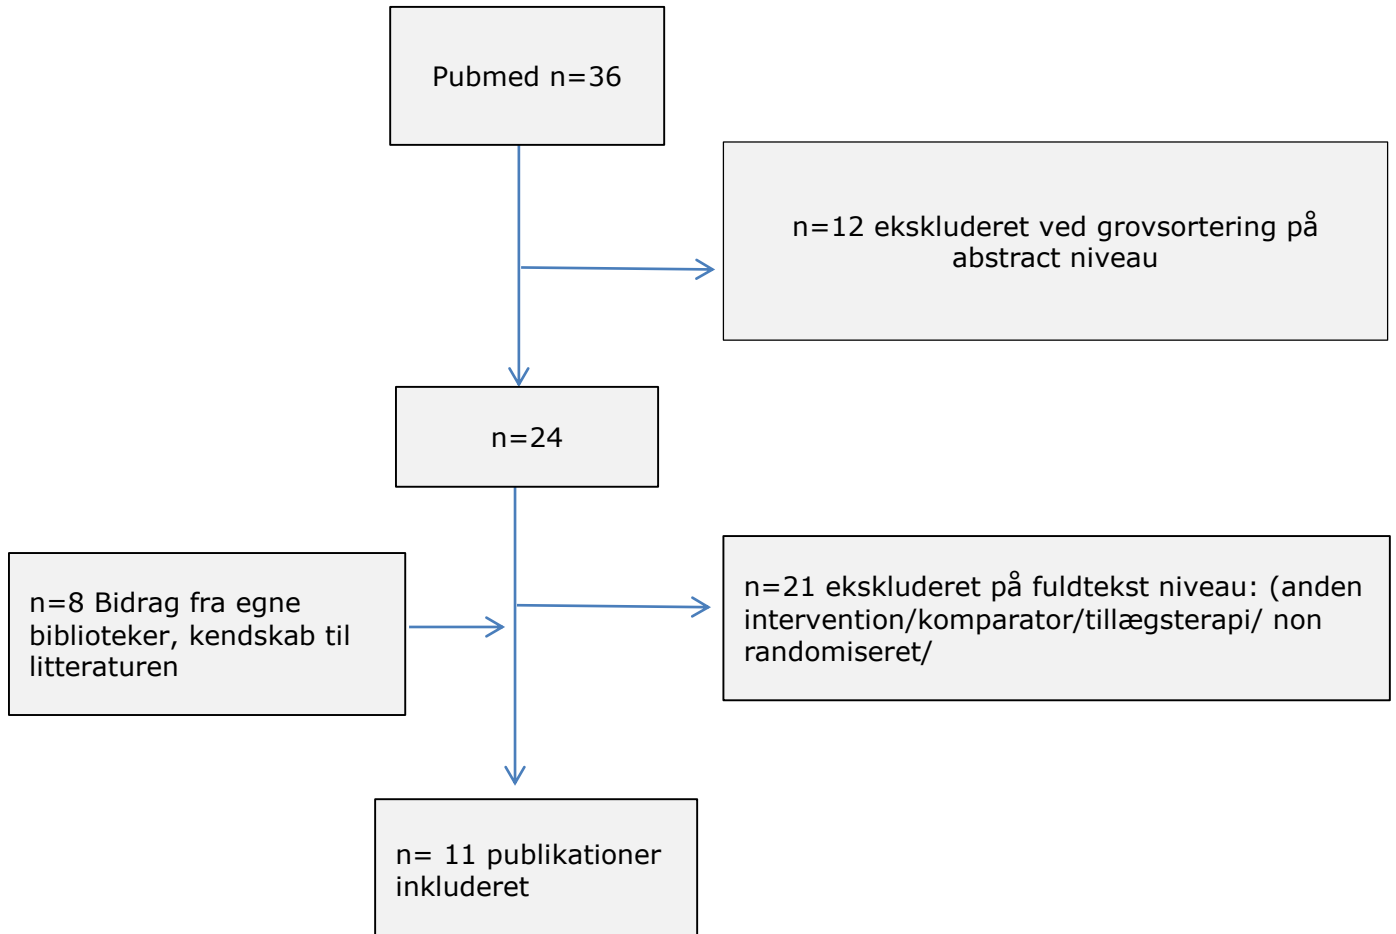 Pubmed n=36
n=12 ekskluderet ved grovsortering på
abstract niveau
n=24
n=8 Bidrag fra egne
biblioteker, kendskab til
litteraturen
n=21 ekskluderet på fuldtekst niveau: (anden
intervention/komparator/tillægsterapi/ non
randomiseret/
n= 11 publikationer
inkluderet